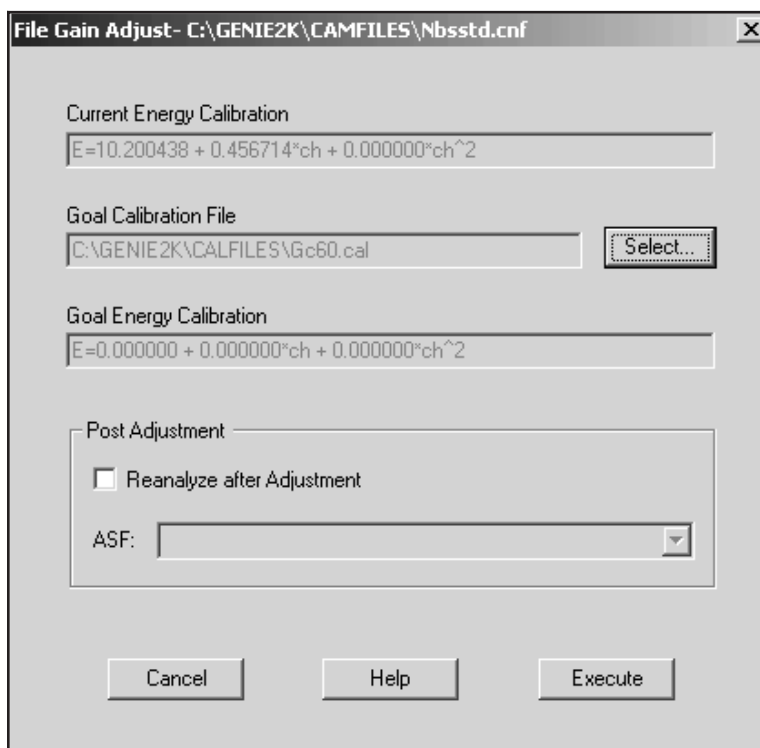 File Gain Adjust- C:\GENIE2K\CAMFILES\Nbsstd.cnf
Current Energy Calibration
E=10.200438 + 0.456714*ch + 0.000000*ch^2
Goal Calibration File
C:\GENIE2K\CALFILES\Gc60.cal
Select...
Goal Energy Calibration
E=0.000000 + 0.000000*ch + 0.000000*ch^2
Post Adjustment
Reanalyze after Adjustment
ASF:
Cancel Help Execute